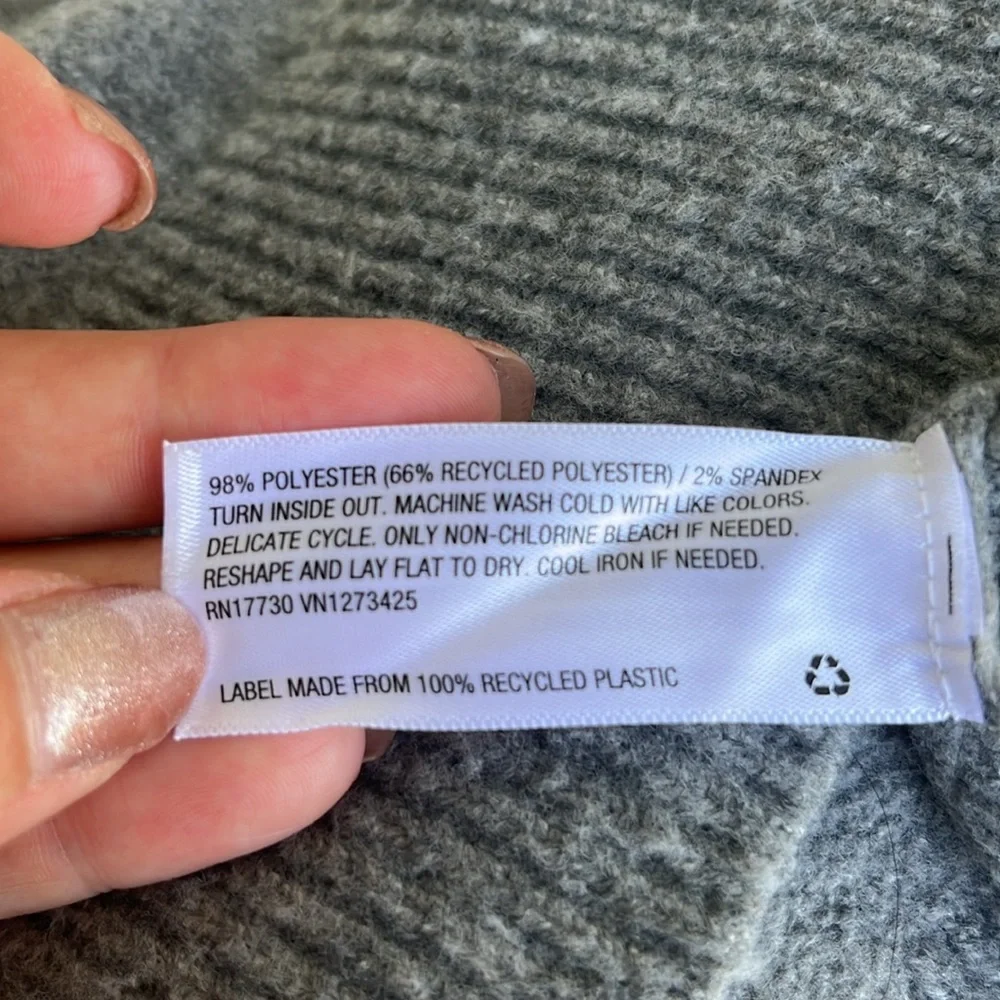 98% POLYESTER (66% RECYCLED POLYESTER) / 2% SPANDEX
TURN INSIDE OUT. MACHINE WASH COLD WITH LIKE COLORS.
DELICATE CYCLE. ONLY NON-CHLORINE BLEACH IF NEEDED.
RESHAPE AND LAY FLAT TO DRY. COOL IRON IF NEEDED.
RN17730 VN1273425
LABEL MADE FROM 100% RECYCLED PLASTIC